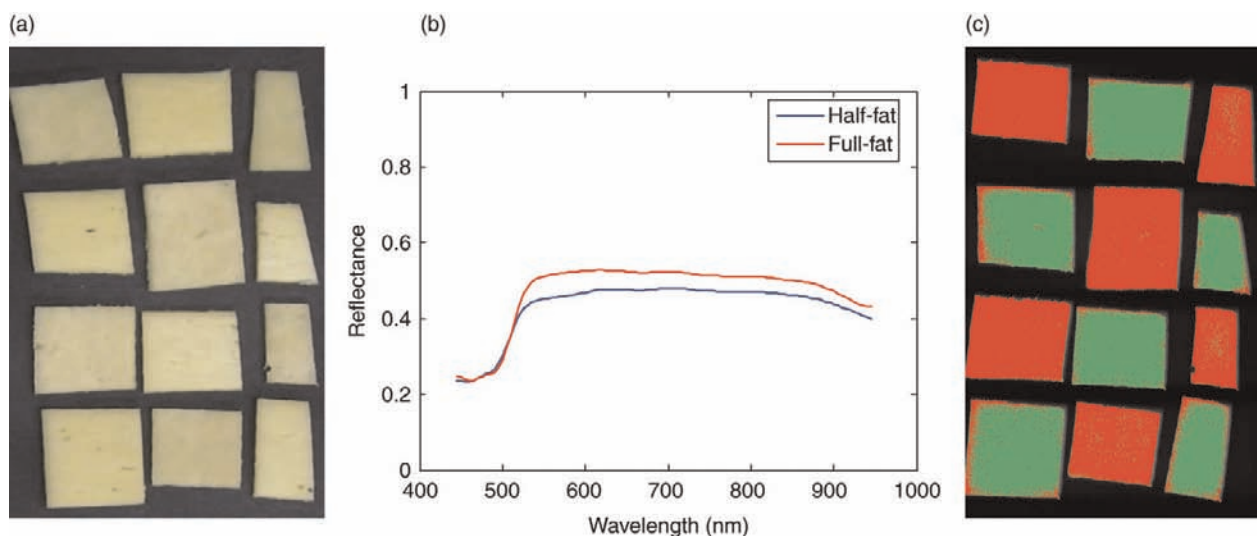 (a)
(b)
(c)
1
0.8
0.6
0.4
0.2
0
Reflectance
Half-fat
Full-fat
400 500 600 700 800 900 1000
Wavelength (nm)